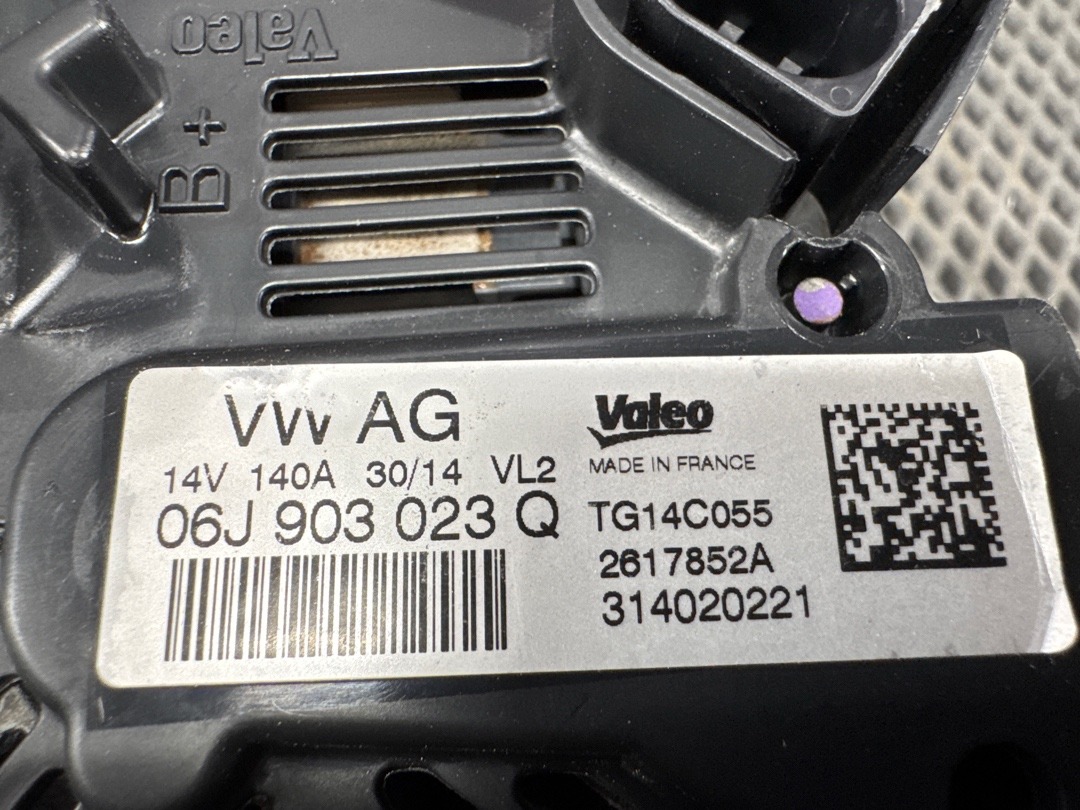 Valeo
B+
VW AG
14V 140A 30/14 VL2
06J 903 023 Q
Valeo
MADE IN FRANCE
TG14C055
2617852A
314020221